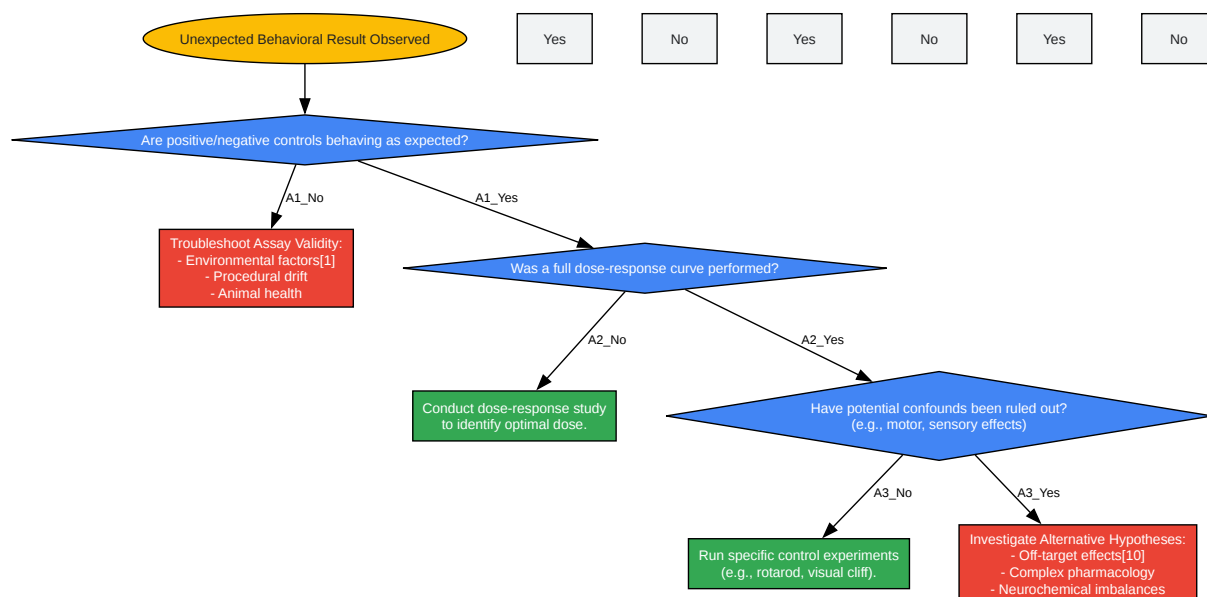 Unexpected Behavioral Result Observed
Yes
No
Yes
No
Yes
No
Are positive/negative controls behaving as expected?
A1_No
A1_Yes
Troubleshoot Assay Validity:
- Environmental factors[1]
- Procedural drift
- Animal health
Was a full dose-response curve performed?
A2_No
A2_Yes
Conduct dose-response study
to identify optimal dose.
Have potential confounds been ruled out?
(e.g., motor, sensory effects)
A3_No
A3_Yes
Run specific control experiments
(e.g., rotarod, visual cliff).
Investigate Alternative Hypotheses:
- Off-target effects[10]
- Complex pharmacology
- Neurochemical imbalances